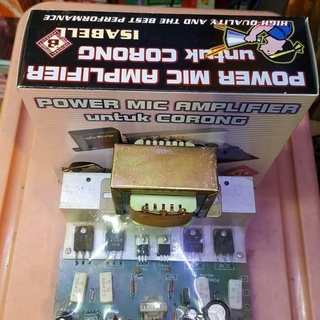 HIGH QUALITY AND THE BEST PERFORMANCE
ISABELL
untuk CORONG
POWER MIC AMPLIFIER
POWER MIC AMPLIFIER
untuk CORONG